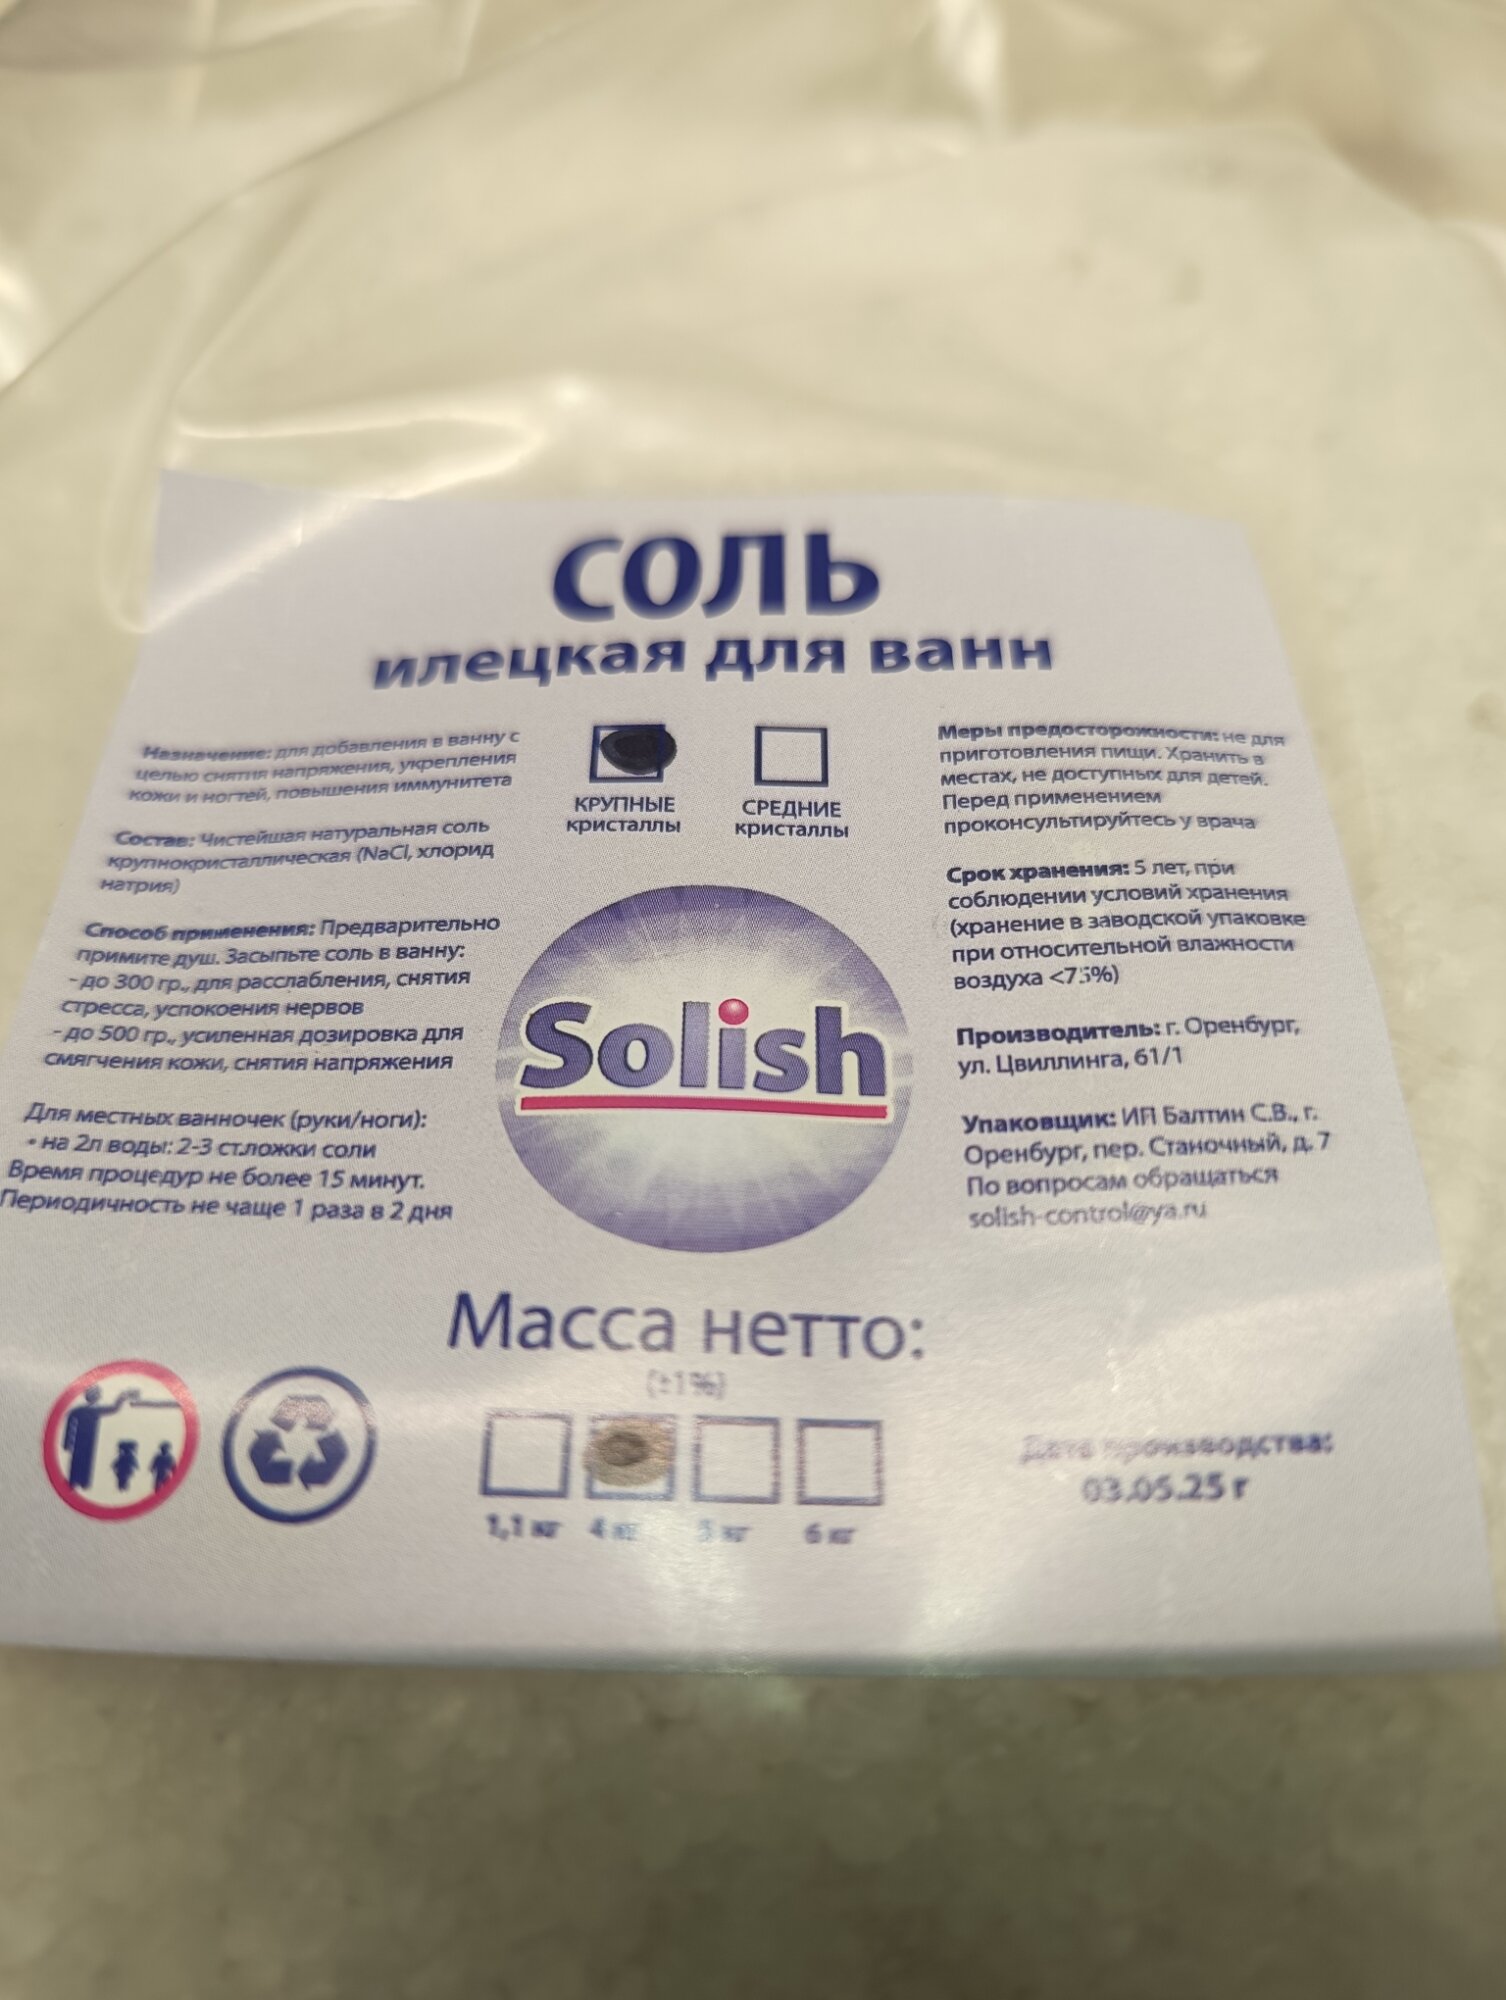 СОЛЬ
илецкая для ванн
Назначение: для добавления в ванну с
целью снятия напряжения, укрепления
кожи и ногтей, повышения иммунитета
Состав: Чистейшая натуральная соль
крупнокристаллическая (NaCl, хлорид
натрия)
Способ применения: Предварительно
примите душ. Засыпьте соль в ванну:
- до 300 гр., для расслабления, снятия
стресса, успокоения нервов
- до 500 гр., усиленная дозировка для
смягчения кожи, снятия напряжения
Для местных ванночек (руки/ноги):
• на 2л воды: 2-3 ст.ложки соли
Время процедур не более 15 минут.
Периодичность не чаще 1 раза в 2 дня
КРУПНЫЕ
кристаллы
СРЕДНИЕ
кристаллы
Solish
Меры предосторожности: не для
приготовления пищи. Хранить в
местах, не доступных для детей.
Перед применением
проконсультируйтесь у врача
Срок хранения: 5 лет, при
соблюдении условий хранения
(хранение в заводской упаковке
при относительной влажности
воздуха <75%)
Производитель: г. Оренбург,
ул. Цвиллинга, 61/1
Упаковщик: ИП Балтин С.В., г.
Оренбург, пер. Станочный, д. 7
По вопросам обращаться
solish-control@ya.ru
Масса нетто:
(±1%)
1,1 кг 4 кг 5 кг 6 кг
Дата производства:
03.05.25 г